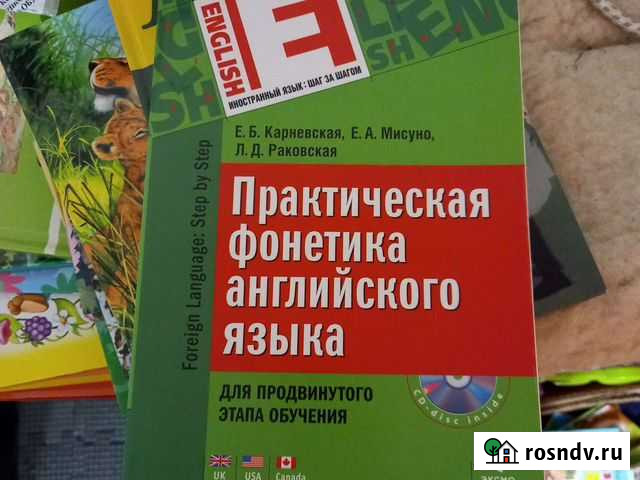 ENGLISH
ИНОСТРАННЫЙ ЯЗЫК: ШАГ ЗА ШАГОМ
Е. Б. Карневская, Е. А. Мисуно,
Л. Д. Раковская
Foreign Language: Step by Step
Практическая
фонетика
английского
языка
ДЛЯ ПРОДВИНУТОГО
ЭТАПА ОБУЧЕНИЯ
CD-disc inside
UK
USA
Canada
ЭКСМО
rosndv.ru